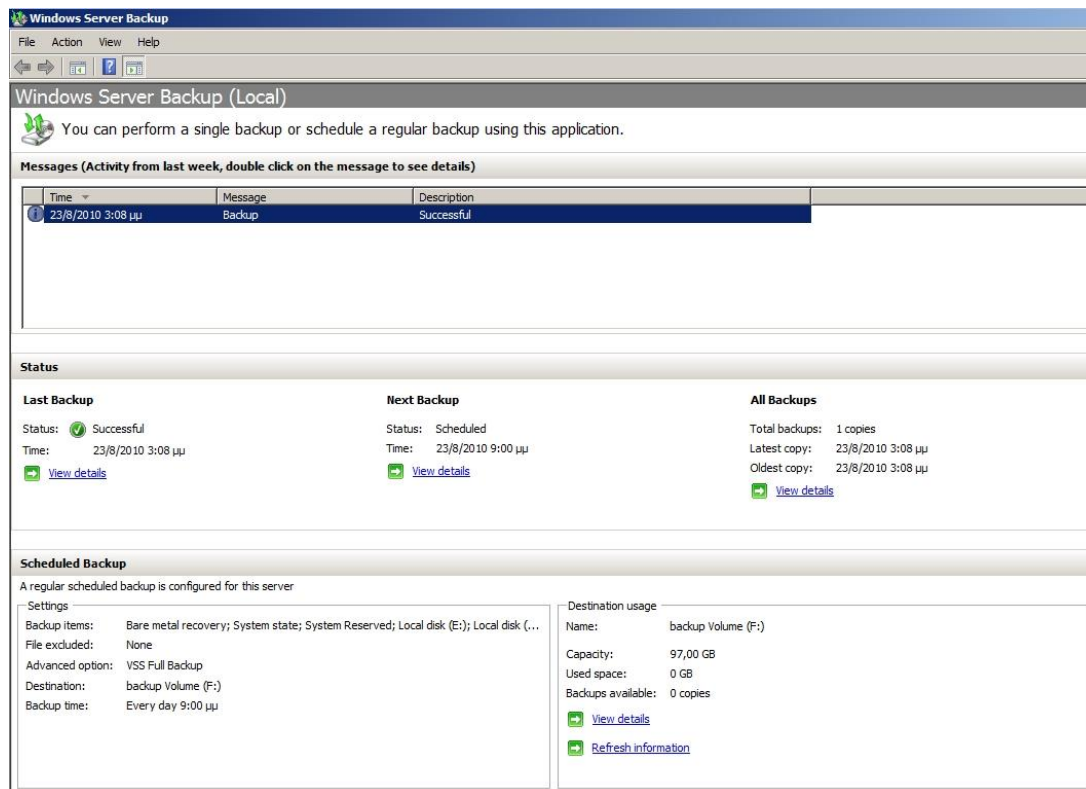 Windows Server Backup
File Action View Help
Windows Server Backup (Local)
You can perform a single backup or schedule a regular backup using this application.
Messages (Activity from last week, double click on the message to see details)
Time Message Description
23/8/2010 3:08 μμ Backup Successful
Status
Last Backup Next Backup All Backups
Status: Successful Status: Scheduled Total backups: 1 copies
Time: 23/8/2010 3:08 μμ Time: 23/8/2010 9:00 μμ Latest copy: 23/8/2010 3:08 μμ
View details View details Oldest copy: 23/8/2010 3:08 μμ
View details
Scheduled Backup
A regular scheduled backup is configured for this server
Settings
Backup items: Bare metal recovery; System state; System Reserved; Local disk (E:); Local disk (...
File excluded: None
Advanced option: VSS Full Backup
Destination: backup Volume (F:)
Backup time: Every day 9:00 μμ
Destination usage
Name: backup Volume (F:)
Capacity: 97,00 GB
Used space: 0 GB
Backups available: 0 copies
View details
Refresh information